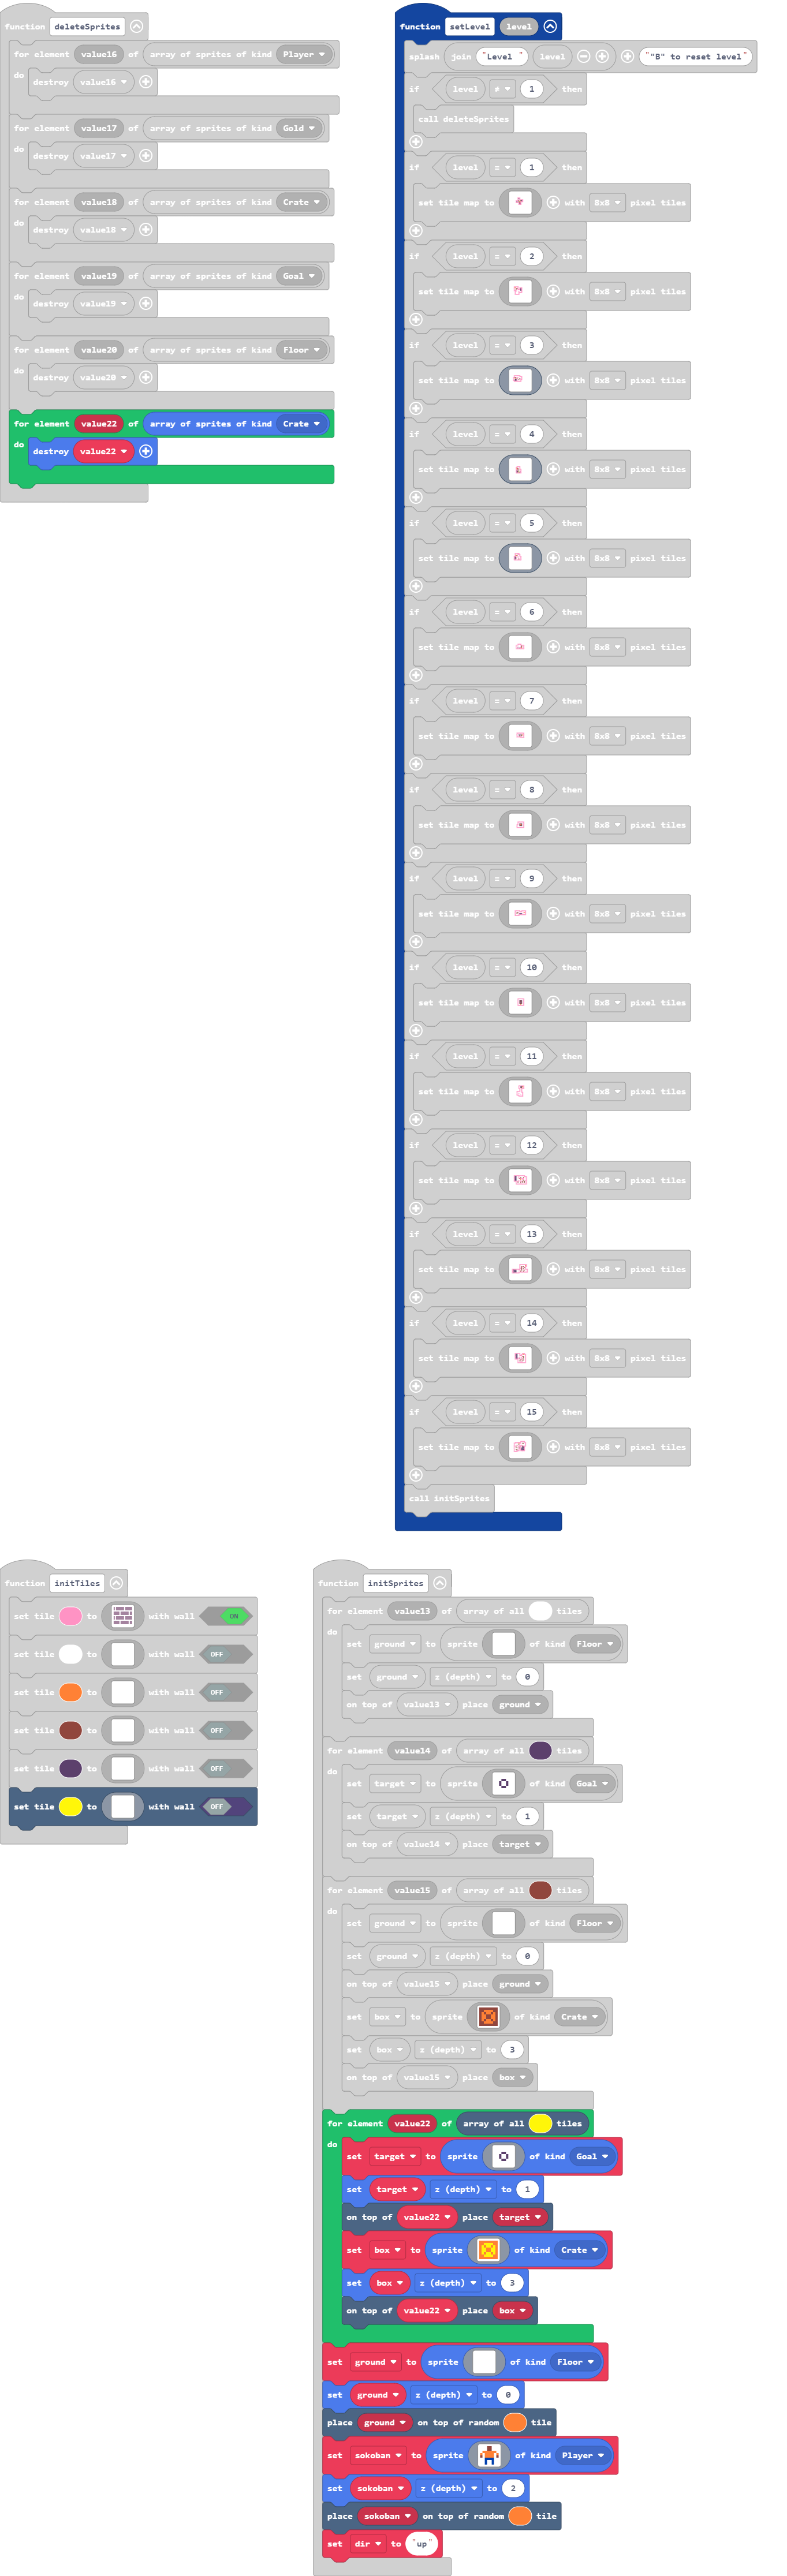 function deleteSprites
for element value16 of array of sprites of kind Player
do
destroy value16
for element value17 of array of sprites of kind Gold
do
destroy value17
for element value18 of array of sprites of kind Crate
do
destroy value18
for element value19 of array of sprites of kind Goal
do
destroy value19
for element value20 of array of sprites of kind Floor
do
destroy value20
for element value22 of array of sprites of kind Crate
do
destroy value22
function setLevel level
splash join "Level " level "“B” to reset level"
if level ≠ 1 then
call deleteSprites
if level = 1 then
set tile map to with 8x8 pixel tiles
if level = 2 then
set tile map to with 8x8 pixel tiles
if level = 3 then
set tile map to with 8x8 pixel tiles
if level = 4 then
set tile map to with 8x8 pixel tiles
if level = 5 then
set tile map to with 8x8 pixel tiles
if level = 6 then
set tile map to with 8x8 pixel tiles
if level = 7 then
set tile map to with 8x8 pixel tiles
if level = 8 then
set tile map to with 8x8 pixel tiles
if level = 9 then
set tile map to with 8x8 pixel tiles
if level = 10 then
set tile map to with 8x8 pixel tiles
if level = 11 then
set tile map to with 8x8 pixel tiles
if level = 12 then
set tile map to with 8x8 pixel tiles
if level = 13 then
set tile map to with 8x8 pixel tiles
if level = 14 then
set tile map to with 8x8 pixel tiles
if level = 15 then
set tile map to with 8x8 pixel tiles
call initSprites
function initTiles
set tile to with wall ON
set tile to with wall OFF
set tile to with wall OFF
set tile to with wall OFF
set tile to with wall OFF
set tile to with wall OFF
function initSprites
for element value13 of array of all tiles
do
set ground to sprite of kind Floor
set ground z (depth) to 0
on top of value13 place ground
for element value14 of array of all tiles
do
set target to sprite of kind Goal
set target z (depth) to 1
on top of value14 place target
for element value15 of array of all tiles
do
set ground to sprite of kind Floor
set ground z (depth) to 0
on top of value15 place ground
set box to sprite of kind Crate
set box z (depth) to 3
on top of value15 place box
for element value22 of array of all tiles
do
set target to sprite of kind Goal
set target z (depth) to 1
on top of value22 place target
set box to sprite of kind Crate
set box z (depth) to 3
on top of value22 place box
set ground to sprite of kind Floor
set ground z (depth) to 0
place ground on top of random tile
set sokoban to sprite of kind Player
set sokoban z (depth) to 2
place sokoban on top of random tile
set dir to "up"